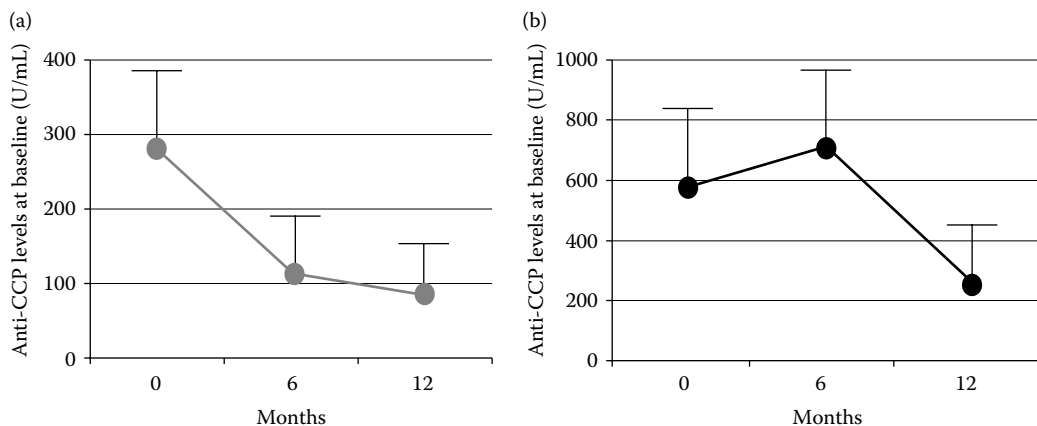 (a)
Anti-CCP levels at baseline (U/mL)
400
300
200
100
0
0 6 12
Months
(b)
Anti-CCP levels at baseline (U/mL)
1000
800
600
400
200
0
0 6 12
Months